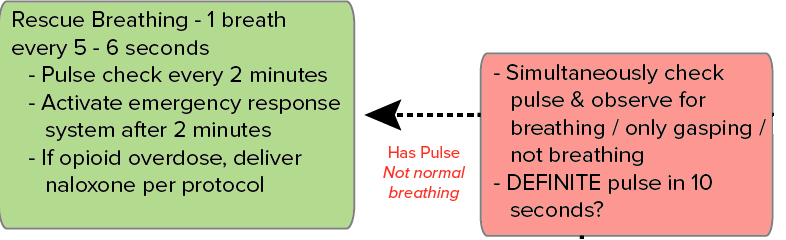 Rescue Breathing - 1 breath
every 5 - 6 seconds
- Pulse check every 2 minutes
- Activate emergency response
system after 2 minutes
- If opioid overdose, deliver
naloxone per protocol
Has Pulse
Not normal
breathing
- Simultaneously check
pulse & observe for
breathing / only gasping /
not breathing
- DEFINITE pulse in 10
seconds?